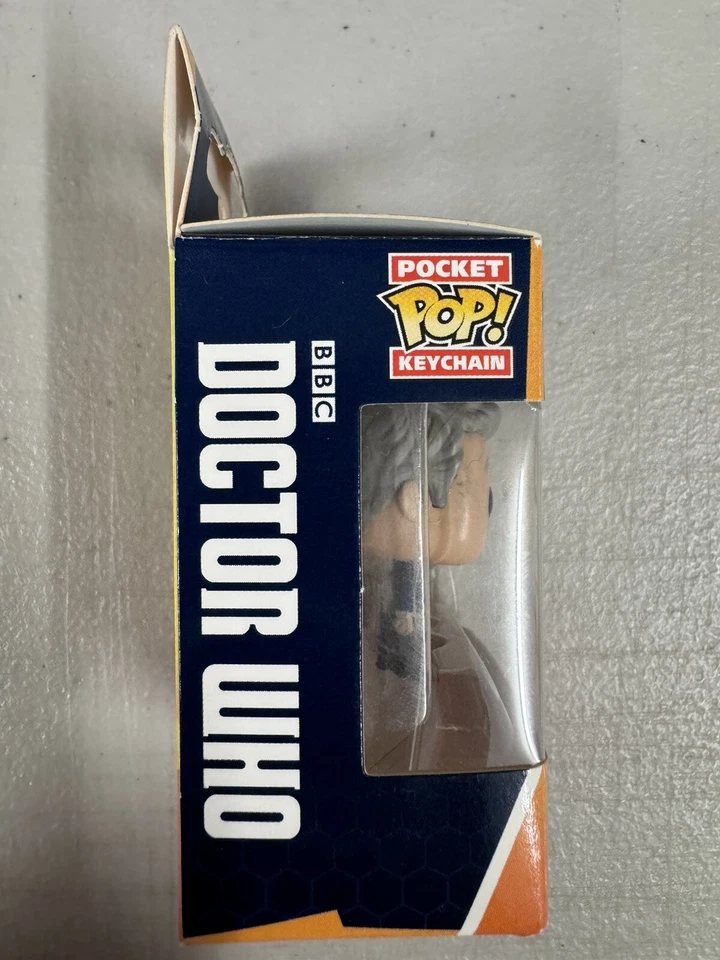 POCKET
POP!
KEYCHAIN
BBC
DOCTOR WHO